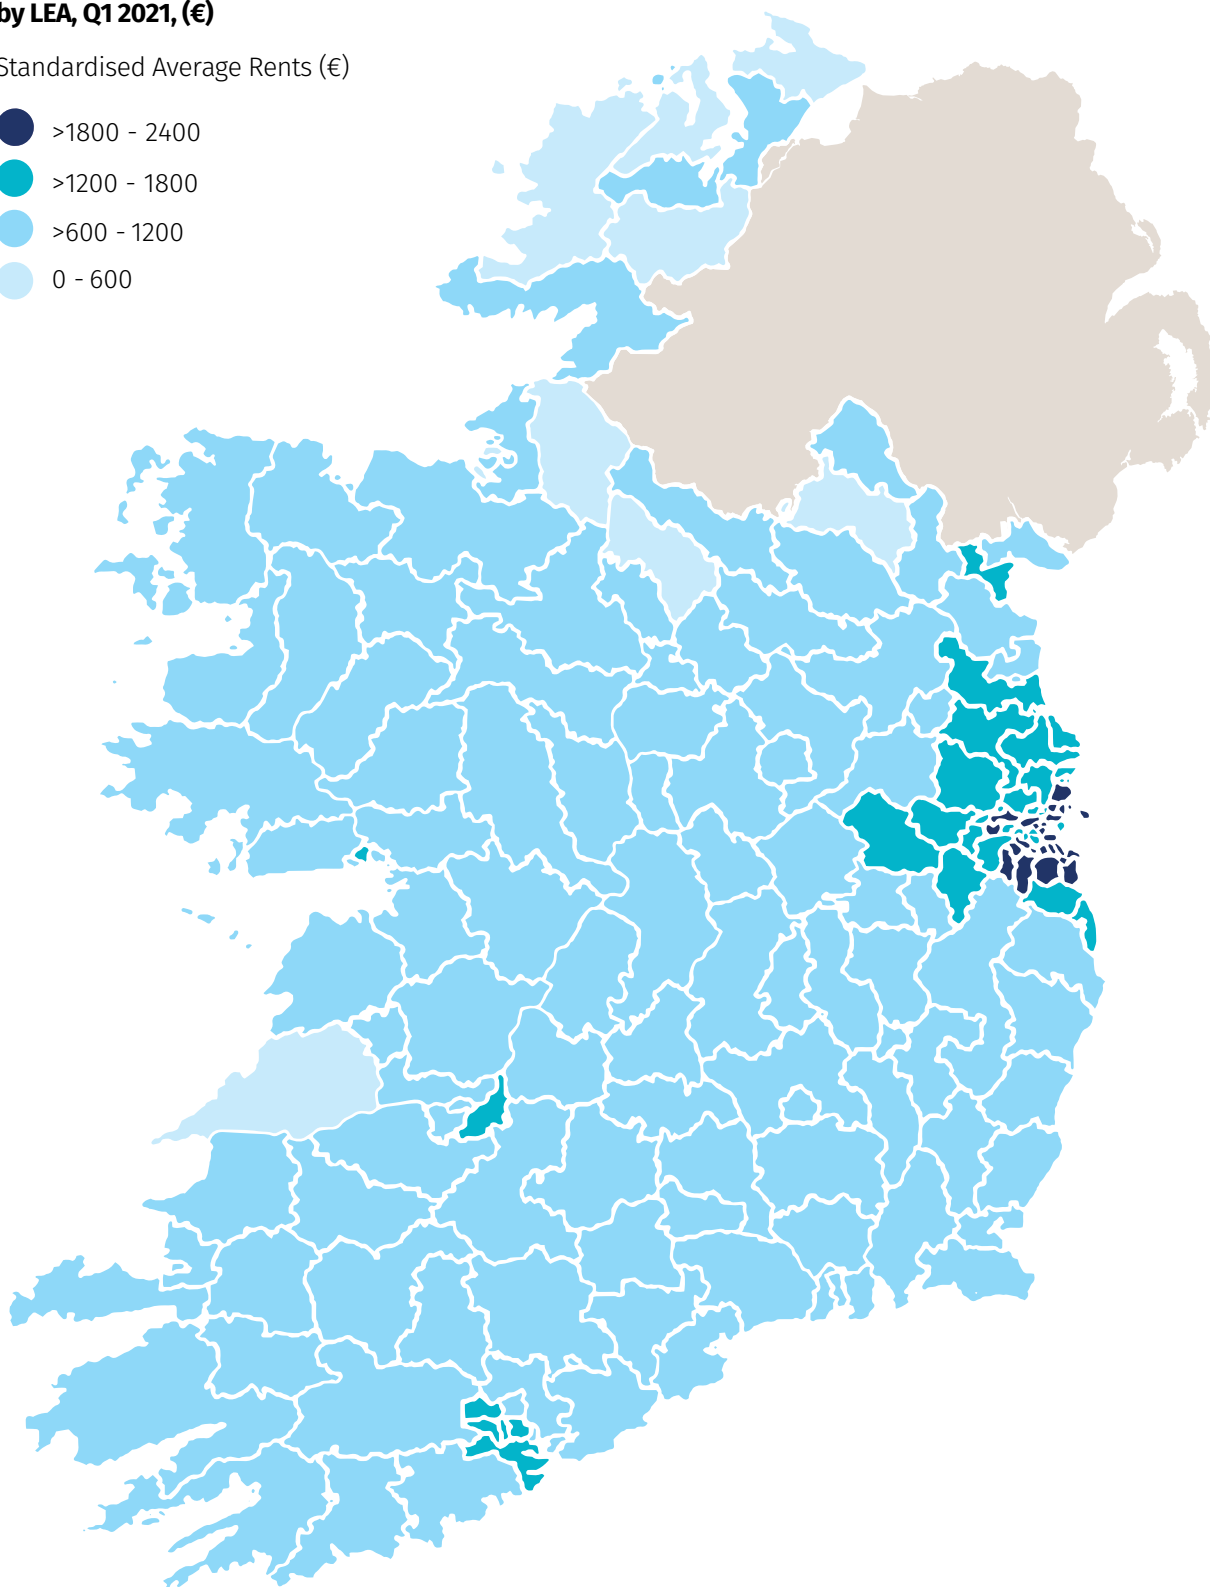 by LEA, Q1 2021, (€)
Standardised Average Rents (€)
>1800 - 2400
>1200 - 1800
>600 - 1200
0 - 600